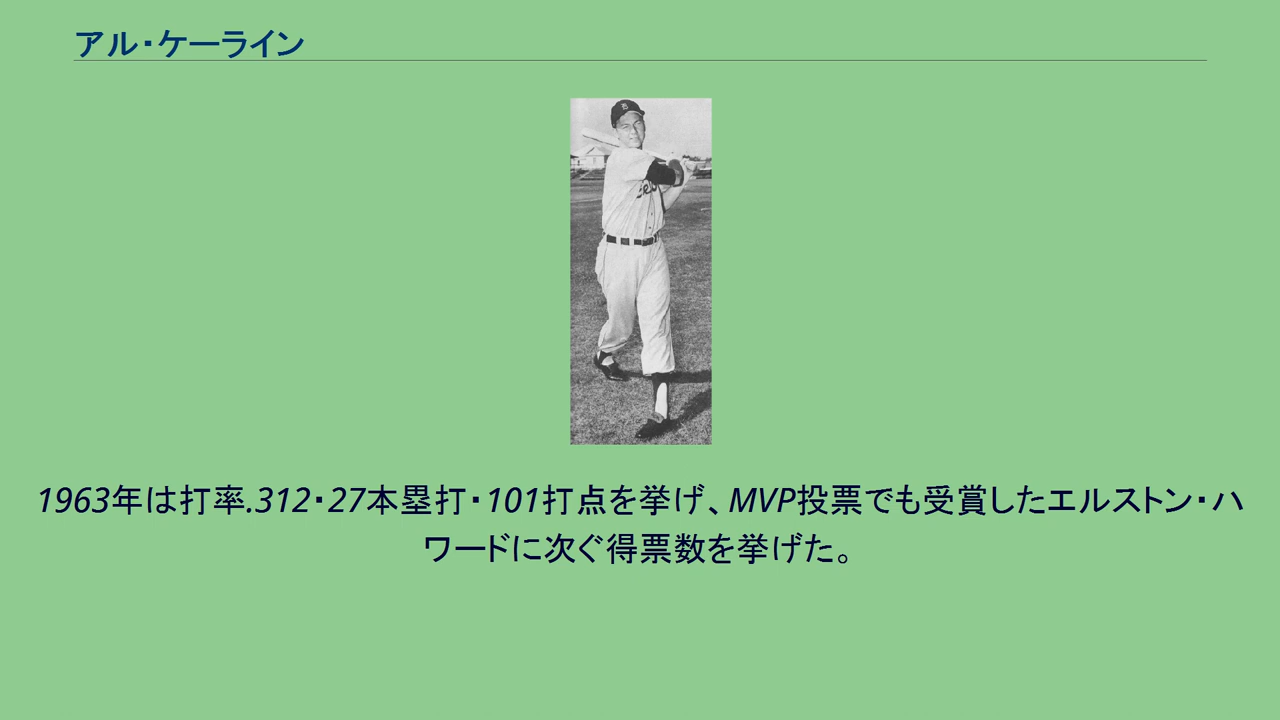 アル・ケーライン
1963年は打率.312・27本塁打・101打点を挙げ、MVP投票でも受賞したエルストン・ハ
ワードに次ぐ得票数を挙げた。